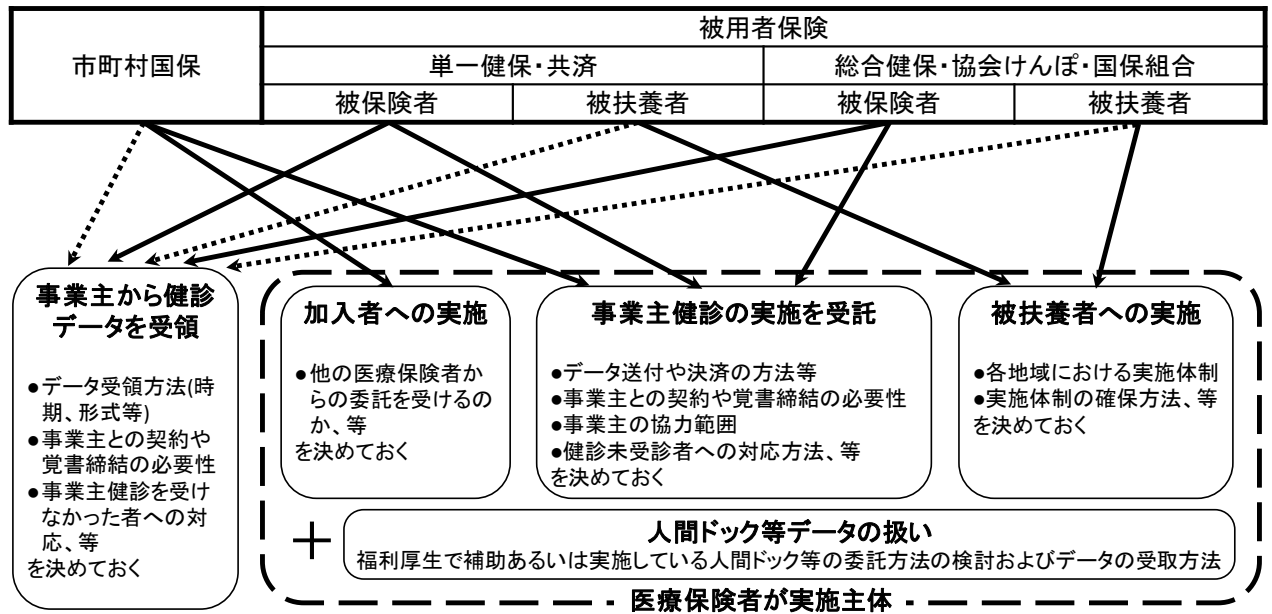 市町村国保
被用者保険
単一健保・共済
総合健保・協会けんぽ・国保組合
被保険者
被扶養者
被保険者
被扶養者
事業主から健診
データを受領
●データ受領方法(時
期、形式等)
●事業主との契約や
覚書締結の必要性
●事業主健診を受け
なかった者への対
応、等
を決めておく
加入者への実施
●他の医療保険者か
らの委託を受けるの
か、等
を決めておく
事業主健診の実施を受託
●データ送付や決済の方法等
●事業主との契約や覚書締結の必要性
●事業主の協力範囲
●健診未受診者への対応方法、等
を決めておく
被扶養者への実施
●各地域における実施体制
●実施体制の確保方法、等
を決めておく
＋
人間ドック等データの扱い
福利厚生で補助あるいは実施している人間ドック等の委託方法の検討およびデータの受取方法
医療保険者が実施主体